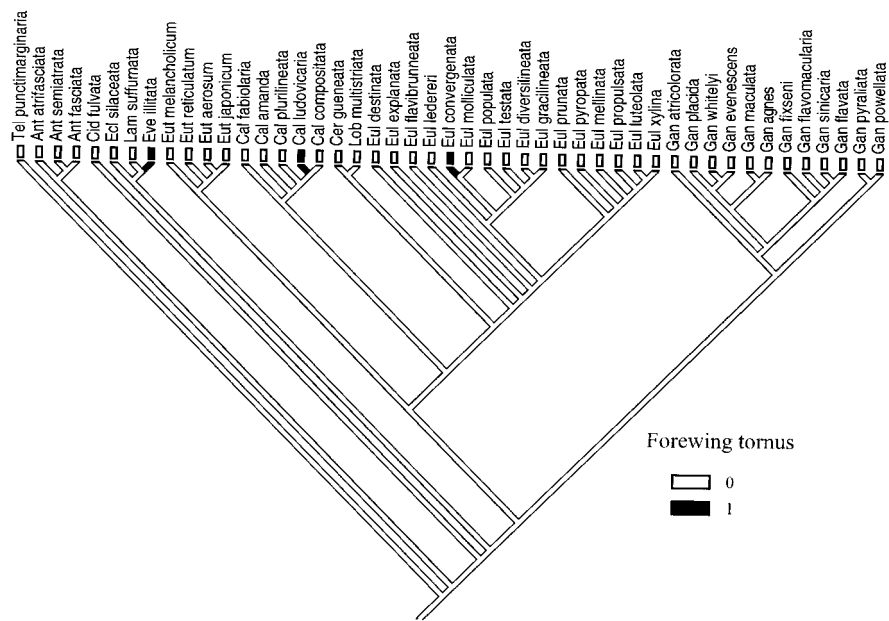 Tel punctimarginaria
Ant atrifasciata
Ant semiatrata
Ant fasciata
Cid fulvata
Ecl silaceata
Lam suffumata
Eve illitata
Eut melancholicum
Eut reticulatum
Eut aerosum
Eut japonicum
Cal fabiolaria
Cal amanda
Cal plurilineata
Cal ludovicaria
Cal compositata
Cer gueneata
Lob multistriata
Eul destinata
Eul explanata
Eul flavibrunneata
Eul ledereri
Eul convergenata
Eul molliculata
Eul populata
Eul testata
Eul diversilineata
Eul gracilineata
Eul prunata
Eul pyropata
Eul mellinata
Eul propulsata
Eul luteolata
Eul xylina
Gan atricolorata
Gan placida
Gan whitelyi
Gan evenescens
Gan maculata
Gan agnes
Gan fixseni
Gan flavomacularia
Gan sinicaria
Gan flavata
Gan pyraliata
Gan powellata
Forewing tornus
0
1